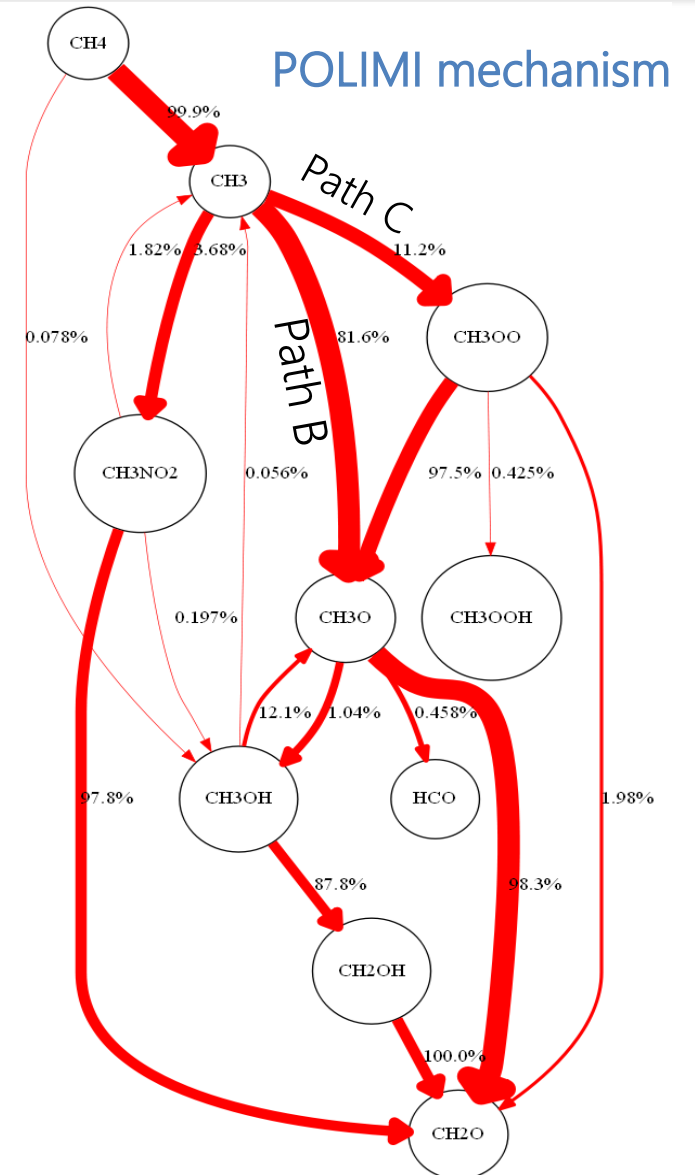 CH4
POLIMI mechanism
99.9%
CH3
Path C
1.82%
3.68%
11.2%
0.078%
Path B
81.6%
CH3OO
CH3NO2
0.056%
97.5%
0.425%
0.197%
CH3O
CH3OOH
12.1%
1.04%
0.458%
97.8%
CH3OH
HCO
1.98%
87.8%
98.3%
CH2OH
100.0%
CH2O